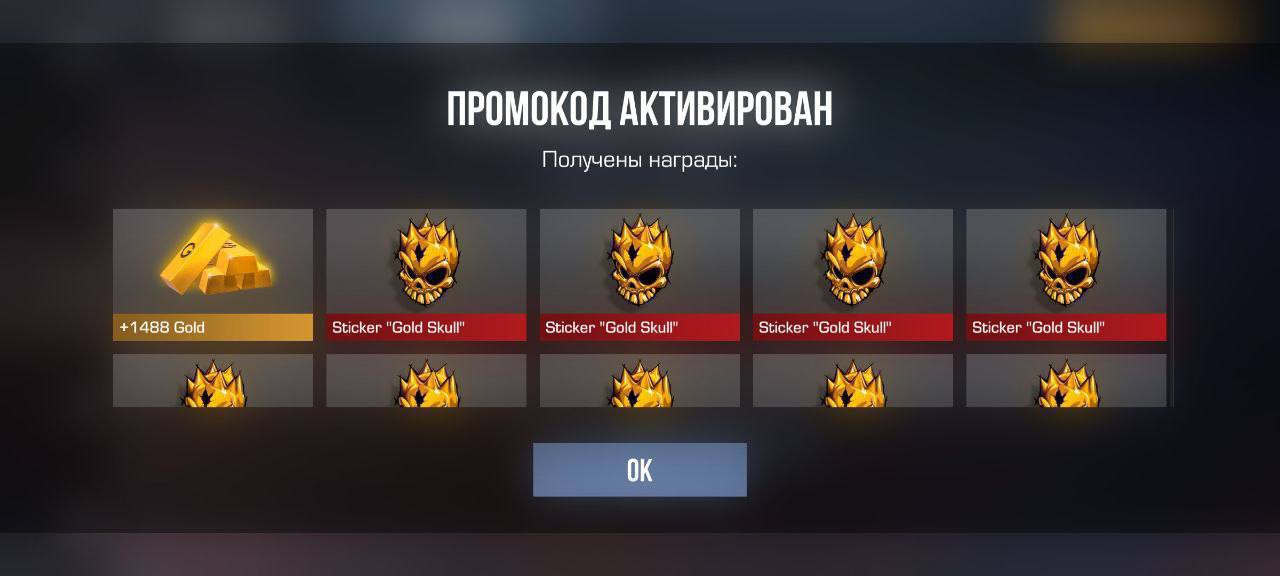 ПРОМОКОД АКТИВИРОВАН
Получены награды:
+1488 Gold
Sticker "Gold Skull"
Sticker "Gold Skull"
Sticker "Gold Skull"
Sticker "Gold Skull"
OK